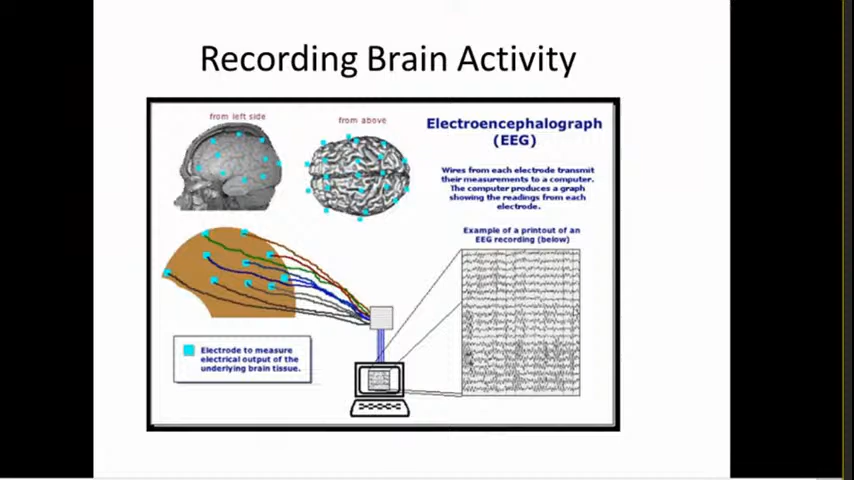 Recording Brain Activity
from left side
from above
Electroencephalograph
(EEG)
Wires from each electrode transmit
their measurements to a computer.
The computer produces a graph
showing the readings from each
electrode.
Example of a printout of an
EEG recording (below)
Electrode to measure
electrical output of the
underlying brain tissue.